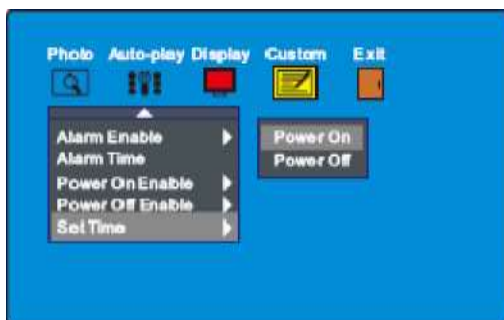 Photo Auto-play Display Custom Exit
Alarm Enable
Alarm Time
Power On Enable
Power Off Enable
Set Time
Power On
Power Off